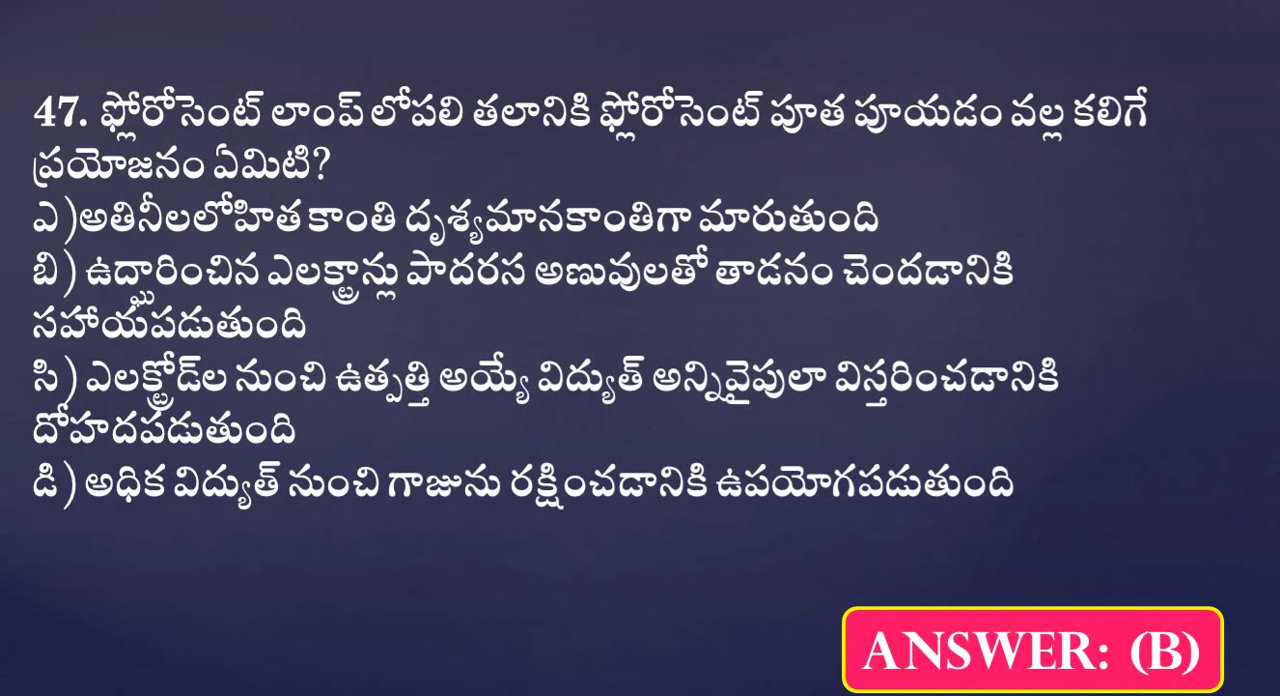 47. ఫ్లోరోసెంట్ లాంప్ లోపలి తలానికి ఫ్లోరోసెంట్ పూత పూయడం వల్ల కలిగే
ప్రయోజనం ఏమిటి?
ఎ)అతినీలలోహిత కాంతి దృశ్యమానకాంతిగా మారుతుంది
బి) ఉద్ఘారించిన ఎలక్ట్రాన్లు పాదరస అణువులతో తాడనం చెందడానికి
సహాయపడుతుంది
సి) ఎలక్ట్రోడ్‌ల నుంచి ఉత్పత్తి అయ్యే విద్యుత్ అన్నివైపులా విస్తరించడానికి
దోహదపడుతుంది
డి) అధిక విద్యుత్ నుంచి గాజును రక్షించడానికి ఉపయోగపడుతుంది
ANSWER: (B)